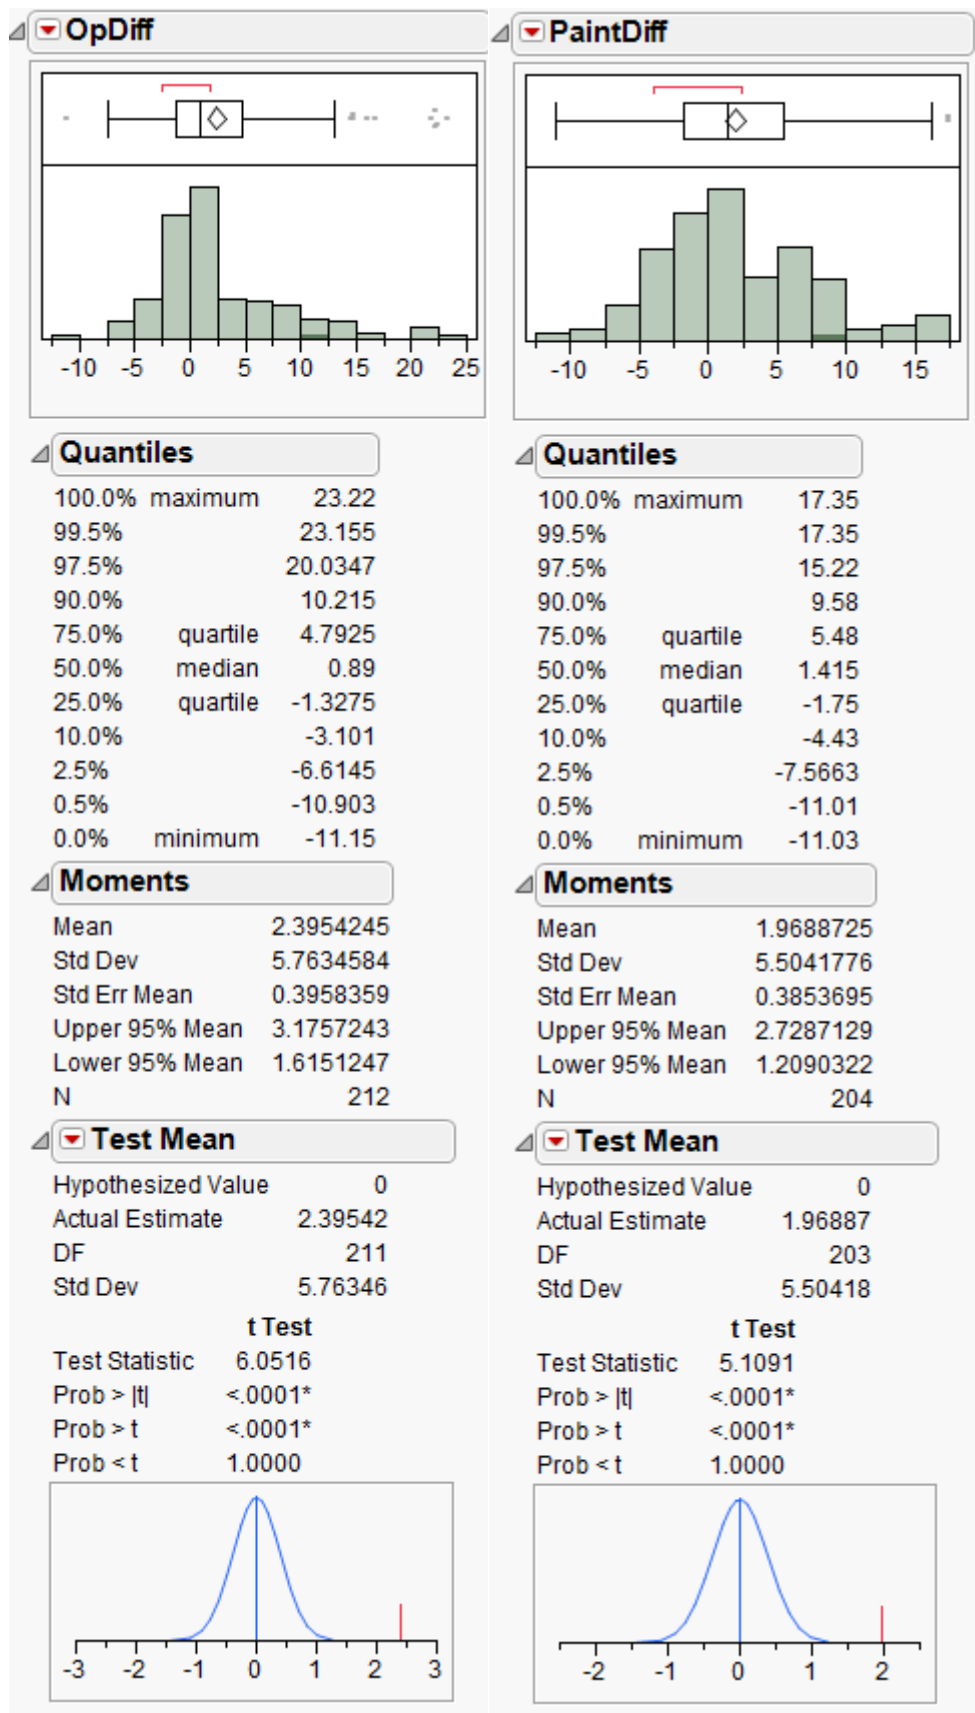 OpDiff
-10 -5 0 5 10 15 20 25
Quantiles
100.0% maximum 23.22
99.5% 23.155
97.5% 20.0347
90.0% 10.215
75.0% quartile 4.7925
50.0% median 0.89
25.0% quartile -1.3275
10.0% -3.101
2.5% -6.6145
0.5% -10.903
0.0% minimum -11.15
Moments
Mean 2.3954245
Std Dev 5.7634584
Std Err Mean 0.3958359
Upper 95% Mean 3.1757243
Lower 95% Mean 1.6151247
N 212
Test Mean
Hypothesized Value 0
Actual Estimate 2.39542
DF 211
Std Dev 5.76346
t Test
Test Statistic 6.0516
Prob > |t| <.0001*
Prob > t <.0001*
Prob < t 1.0000
-3 -2 -1 0 1 2 3
PaintDiff
-10 -5 0 5 10 15
Quantiles
100.0% maximum 17.35
99.5% 17.35
97.5% 15.22
90.0% 9.58
75.0% quartile 5.48
50.0% median 1.415
25.0% quartile -1.75
10.0% -4.43
2.5% -7.5663
0.5% -11.01
0.0% minimum -11.03
Moments
Mean 1.9688725
Std Dev 5.5041776
Std Err Mean 0.3853695
Upper 95% Mean 2.7287129
Lower 95% Mean 1.2090322
N 204
Test Mean
Hypothesized Value 0
Actual Estimate 1.96887
DF 203
Std Dev 5.50418
t Test
Test Statistic 5.1091
Prob > |t| <.0001*
Prob > t <.0001*
Prob < t 1.0000
-2 -1 0 1 2